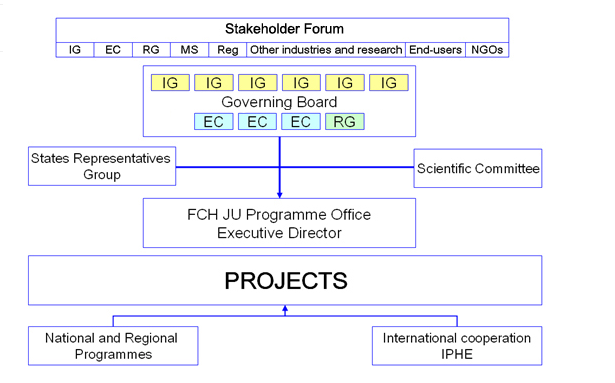 Stakeholder Forum
IG EC RG MS Reg Other industries and research End-users NGOs
IG IG IG IG IG IG
Governing Board
EC EC EC RG
States Representatives
Group
Scientific Committee
FCH JU Programme Office
Executive Director
PROJECTS
National and Regional
Programmes
International cooperation
IPHE